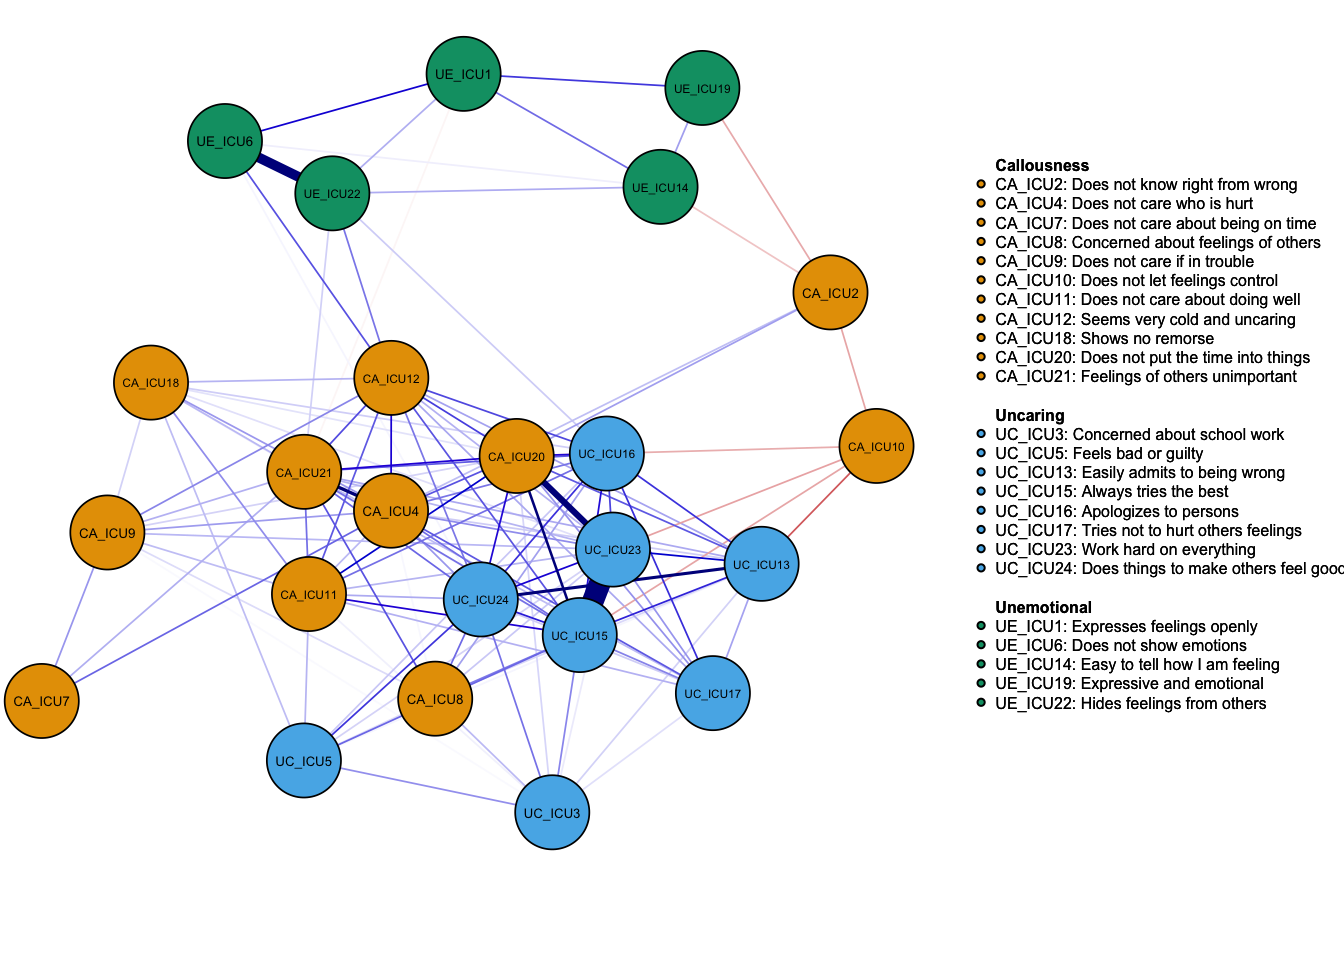 UE_ICU1
UE_ICU19
UE_ICU6
UE_ICU22
UE_ICU14
CA_ICU2
CA_ICU18
CA_ICU12
CA_ICU20
UC_ICU16
CA_ICU10
CA_ICU21
CA_ICU4
CA_ICU9
UC_ICU23
UC_ICU13
CA_ICU11
UC_ICU24
UC_ICU15
CA_ICU7
CA_ICU8
UC_ICU17
UC_ICU5
UC_ICU3
Callousness
CA_ICU2: Does not know right from wrong
CA_ICU4: Does not care who is hurt
CA_ICU7: Does not care about being on time
CA_ICU8: Concerned about feelings of others
CA_ICU9: Does not care if in trouble
CA_ICU10: Does not let feelings control
CA_ICU11: Does not care about doing well
CA_ICU12: Seems very cold and uncaring
CA_ICU18: Shows no remorse
CA_ICU20: Does not put the time into things
CA_ICU21: Feelings of others unimportant
Uncaring
UC_ICU3: Concerned about school work
UC_ICU5: Feels bad or guilty
UC_ICU13: Easily admits to being wrong
UC_ICU15: Always tries the best
UC_ICU16: Apologizes to persons
UC_ICU17: Tries not to hurt others feelings
UC_ICU23: Work hard on everything
UC_ICU24: Does things to make others feel good
Unemotional
UE_ICU1: Expresses feelings openly
UE_ICU6: Does not show emotions
UE_ICU14: Easy to tell how I am feeling
UE_ICU19: Expressive and emotional
UE_ICU22: Hides feelings from others